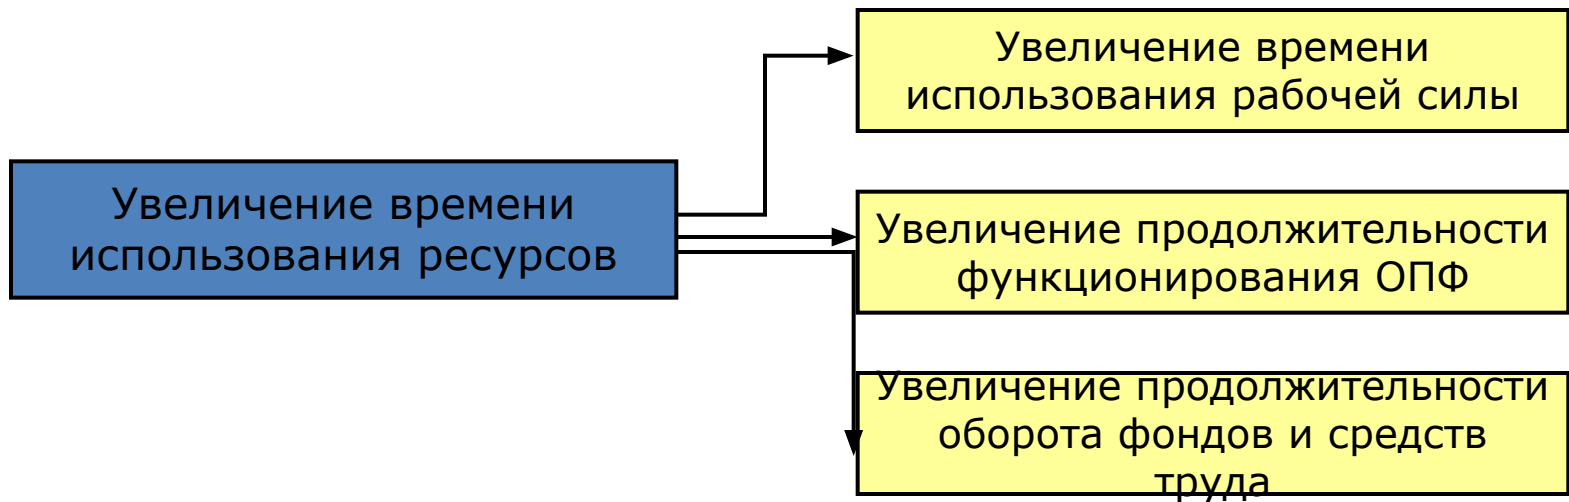 Увеличение времени
использования ресурсов
Увеличение времени
использования рабочей силы
Увеличение продолжительности
функционирования ОПФ
Увеличение продолжительности
оборота фондов и средств
труда